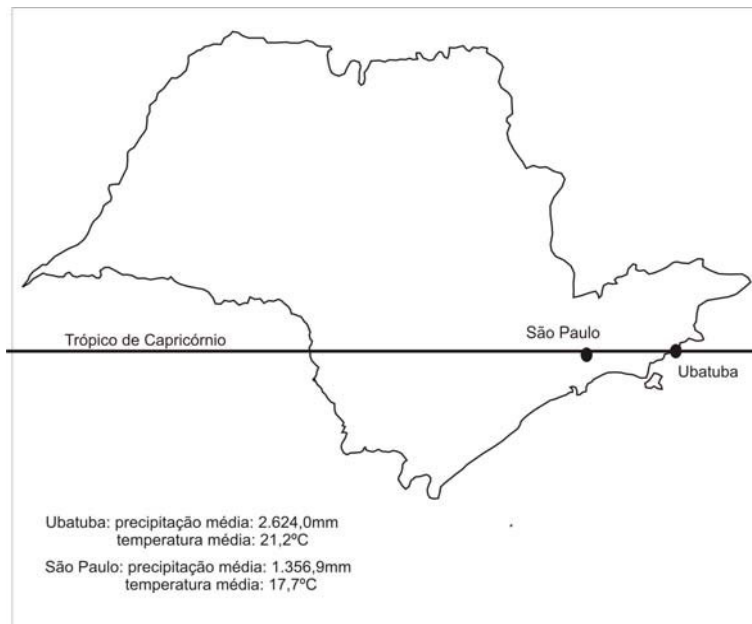 São Paulo
Trópico de Capricórnio
Ubatuba
Ubatuba: precipitação média: 2.624,0mm
temperatura média: 21,2ºC
São Paulo: precipitação média: 1.356,9mm
temperatura média: 17,7ºC